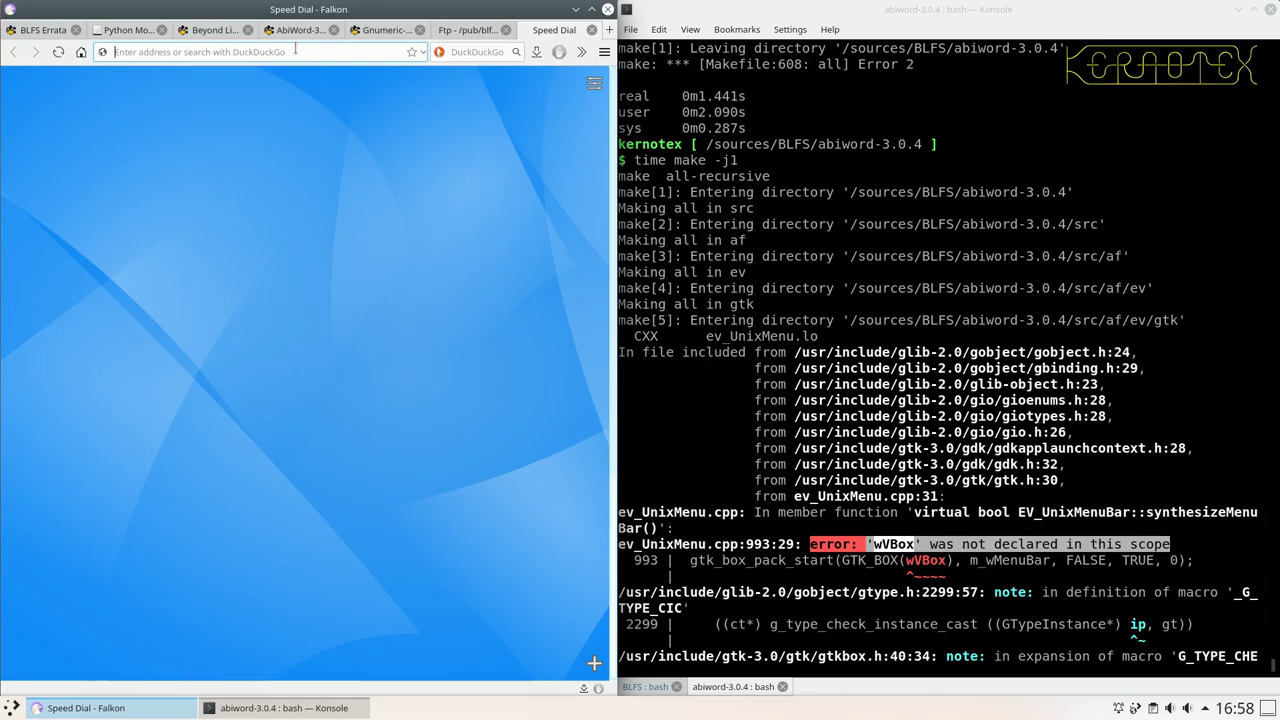 Speed Dial - Falkon
BLFS Errata
Python Mo...
Beyond Li...
AbiWord-3...
Gnumeric-...
Ftp - /pub/blf...
Speed Dial
Enter address or search with DuckDuckGo
DuckDuckGo
Speed Dial - Falkon
abiword-3.0.4 : bash — Konsole
abiword-3.0.4 : bash — Konsole
File Edit View Bookmarks Settings Help
KERNOTEX
make[1]: Leaving directory '/sources/BLFS/abiword-3.0.4'
make: *** [Makefile:608: all] Error 2
real 0m1.441s
user 0m2.090s
sys 0m0.287s
kernotex [ /sources/BLFS/abiword-3.0.4 ]
$ time make -j1
make all-recursive
make[1]: Entering directory '/sources/BLFS/abiword-3.0.4'
Making all in src
make[2]: Entering directory '/sources/BLFS/abiword-3.0.4/src'
Making all in af
make[3]: Entering directory '/sources/BLFS/abiword-3.0.4/src/af'
Making all in ev
make[4]: Entering directory '/sources/BLFS/abiword-3.0.4/src/af/ev'
Making all in gtk
make[5]: Entering directory '/sources/BLFS/abiword-3.0.4/src/af/ev/gtk'
CXX ev_UnixMenu.lo
In file included from /usr/include/glib-2.0/gobject/gobject.h:24,
from /usr/include/glib-2.0/gobject/gbinding.h:29,
from /usr/include/glib-2.0/glib-object.h:23,
from /usr/include/glib-2.0/gio/gioenums.h:28,
from /usr/include/glib-2.0/gio/giotypes.h:28,
from /usr/include/glib-2.0/gio/gio.h:26,
from /usr/include/gtk-3.0/gdk/gdkapplaunchcontext.h:28,
from /usr/include/gtk-3.0/gdk/gdk.h:32,
from /usr/include/gtk-3.0/gtk/gtk.h:30,
from ev_UnixMenu.cpp:31:
ev_UnixMenu.cpp: In member function 'virtual bool EV_UnixMenuBar::synthesizeMenu
Bar()':
ev_UnixMenu.cpp:993:29: error: 'wVBox' was not declared in this scope
993 | gtk_box_pack_start(GTK_BOX(wVBox), m_wMenuBar, FALSE, TRUE, 0);
| ^~~~~
/usr/include/glib-2.0/gobject/gtype.h:2299:57: note: in definition of macro '_G_
TYPE_CIC'
2299 | ((ct*) g_type_check_instance_cast ((GTypeInstance*) ip, gt))
| ^~
/usr/include/gtk-3.0/gtk/gtkbox.h:40:34: note: in expansion of macro 'G_TYPE_CHE
BLFS : bash
abiword-3.0.4 : bash
16:58